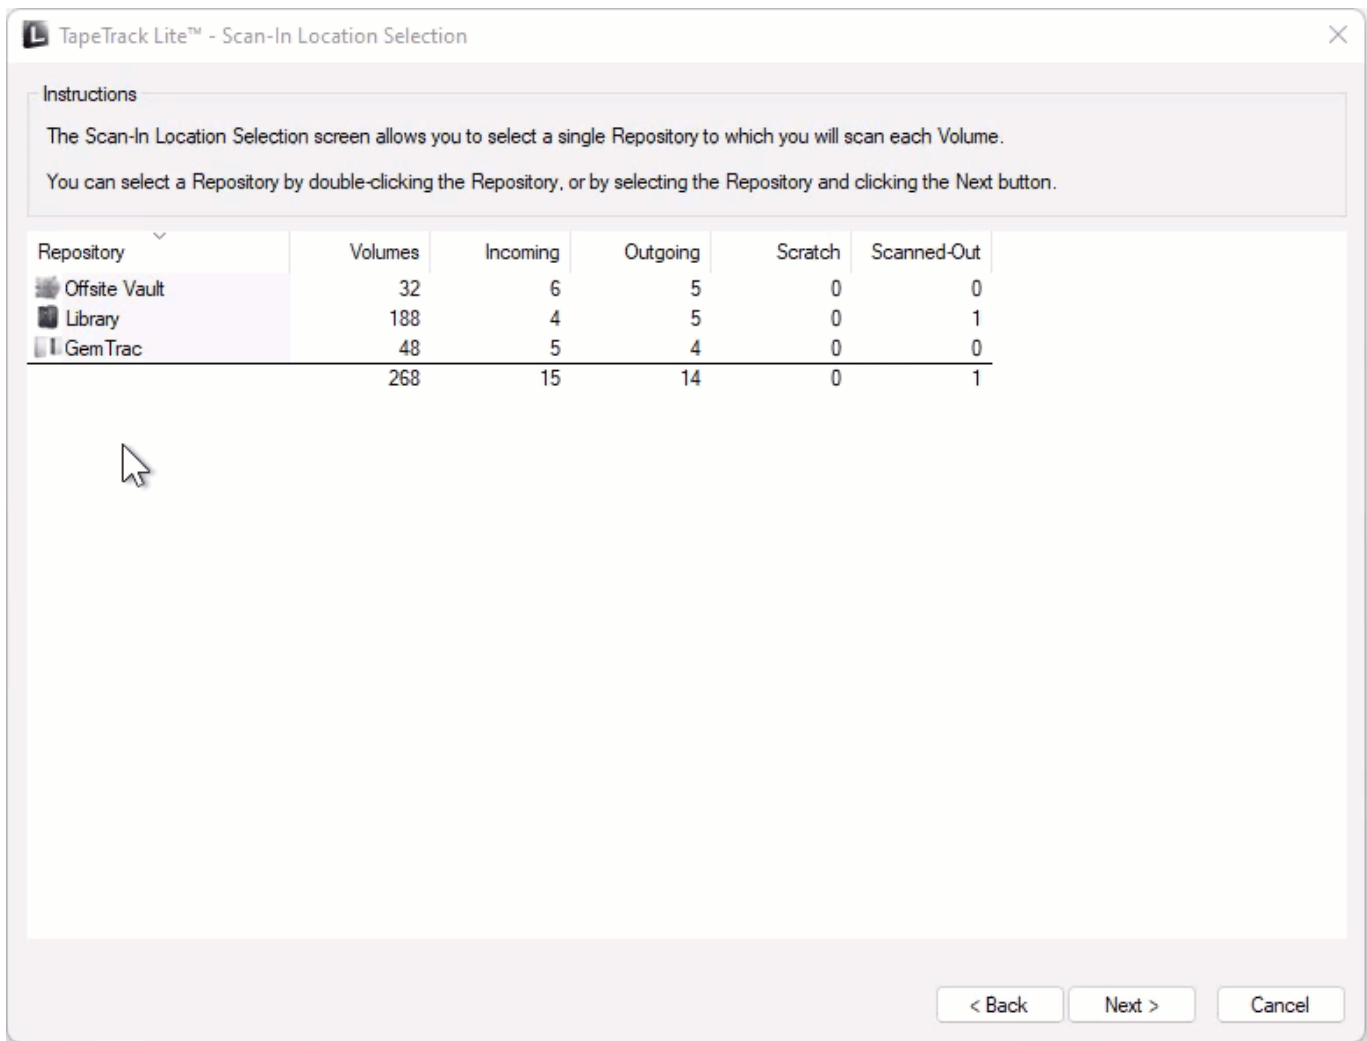 TapeTrack Lite™ - Scan-In Location Selection
Instructions
The Scan-In Location Selection screen allows you to select a single Repository to which you will scan each Volume.
You can select a Repository by double-clicking the Repository, or by selecting the Repository and clicking the Next button.
Repository Volumes Incoming Outgoing Scratch Scanned-Out
Offsite Vault 32 6 5 0 0
Library 188 4 5 0 1
GemTrac 48 5 4 0 0
268 15 14 0 1
< Back Next > Cancel